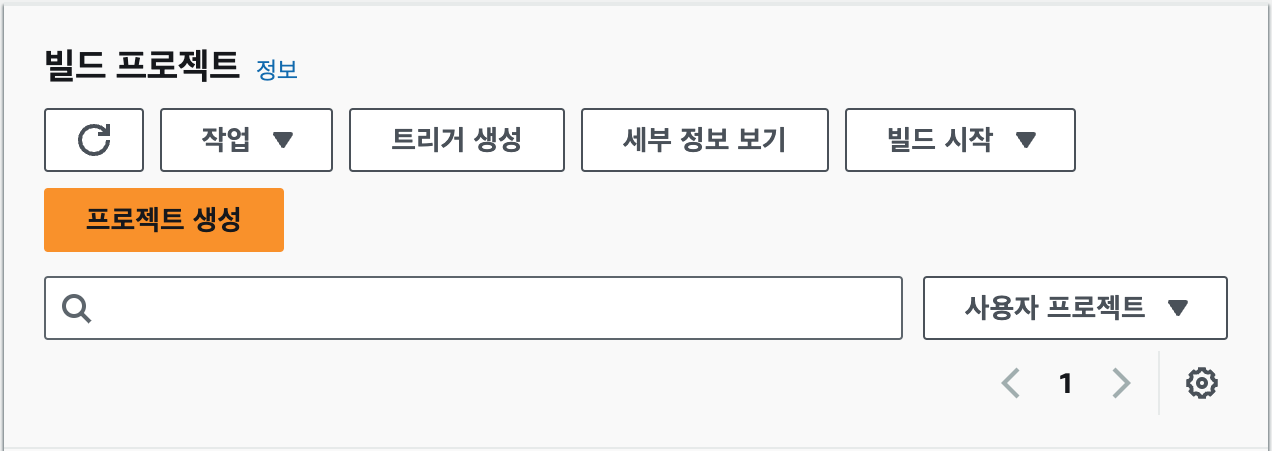 빌드 프로젝트 정보
작업 트리거 생성 세부 정보 보기 빌드 시작
프로젝트 생성
사용자 프로젝트
1